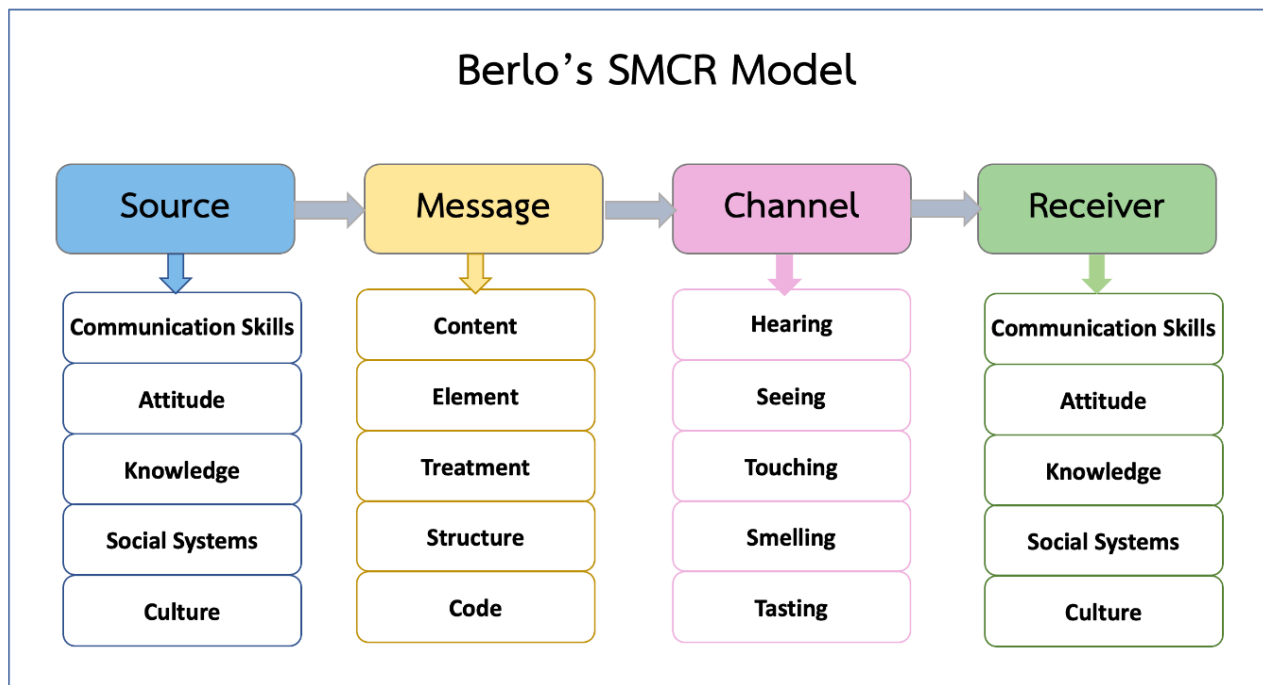 Berlo's SMCR Model
Source
Message
Channel
Receiver
Communication Skills
Attitude
Knowledge
Social Systems
Culture
Content
Element
Treatment
Structure
Code
Hearing
Seeing
Touching
Smelling
Tasting
Communication Skills
Attitude
Knowledge
Social Systems
Culture